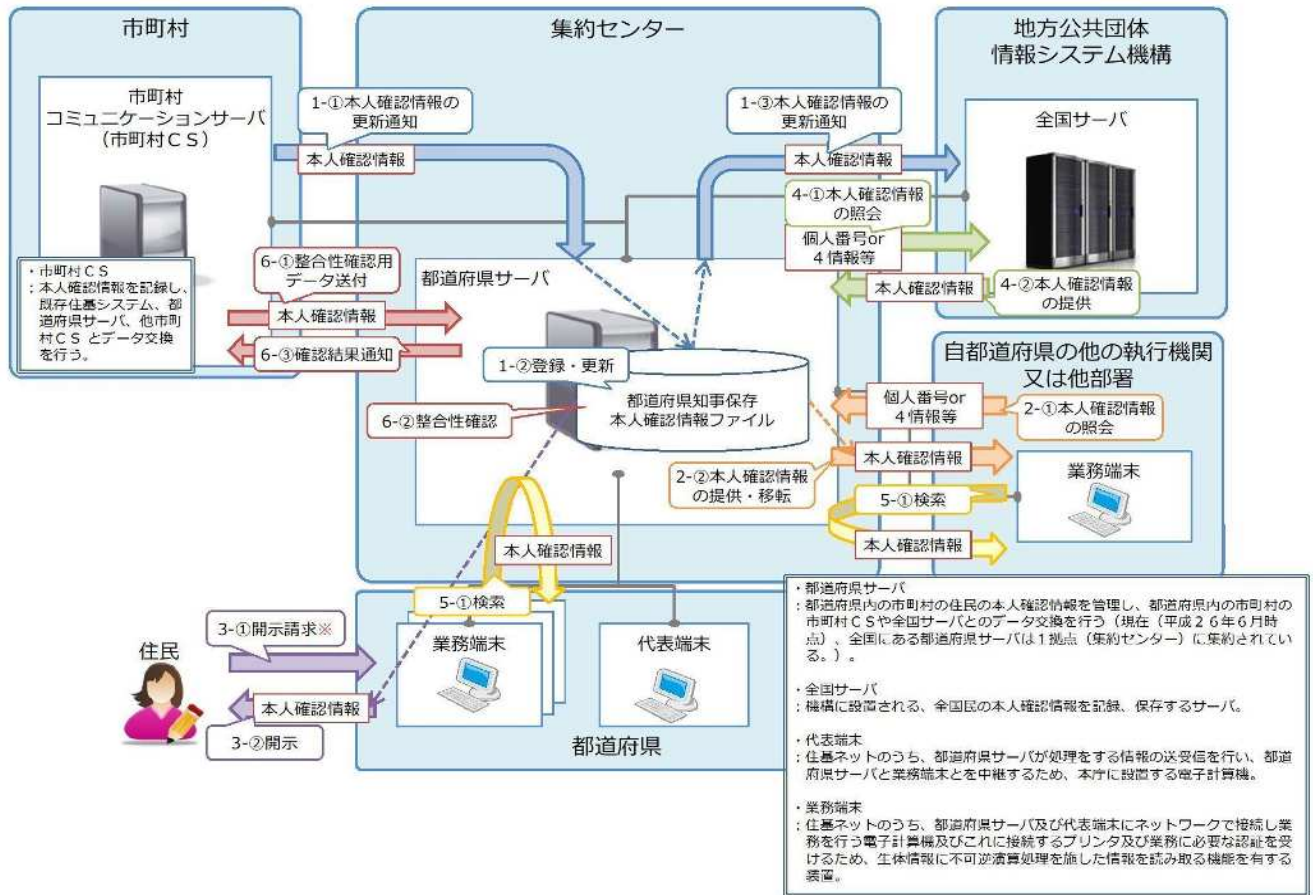 市町村
集約センター
地方公共団体
情報システム機構
市町村
コミュニケーションサーバ
(市町村CS)
1-①本人確認情報の
更新通知
本人確認情報
1-③本人確認情報の
更新通知
本人確認情報
全国サーバ
4-①本人確認情報
の照会
個人番号or
4情報等
本人確認情報
4-②本人確認情報
の提供
・市町村CS
;本人確認情報を記録し、
既存住基システム、都
道府県サーバ、他市町
村CS とデータ交換
を行う。
6-①整合性確認用
データ送付
本人確認情報
6-③確認結果通知
都道府県サーバ
1-②登録・更新
6-②整合性確認
都道府県知事保存
本人確認情報ファイル
自都道府県の他の執行機関
又は他部署
個人番号or
4情報等
2-①本人確認情報
の照会
本人確認情報
2-②本人確認情報
の提供・移転
業務端末
5-①検索
本人確認情報
本人確認情報
5-①検索
3-①開示請求※
住民
本人確認情報
3-②開示
業務端末
代表端末
都道府県
・都道府県サーバ
;都道府県内の市町村の住民の本人確認情報を管理し、都道府県内の市町村の
市町村CSや全国サーバとのデータ交換を行う(現在(平成26年6月時
点)、全国にある都道府県サーバは1拠点(集約センター)に集約されてい
る。)。
・全国サーバ
;機構に設置される、全国民の本人確認情報を記録、保存するサーバ。
・代表端末
;住基ネットのうち、都道府県サーバが処理をする情報の送受信を行い、都道
府県サーバと業務端末とを中継するため、本庁に設置する電子計算機。
・業務端末
;住基ネットのうち、都道府県サーバ及び代表端末にネットワークで接続し業
務を行う電子計算機及びこれに接続するプリンタ及び業務に必要な認証を受
けるため、生体情報に不可逆演算処理を施した情報を読み取る機能を有する
装置。